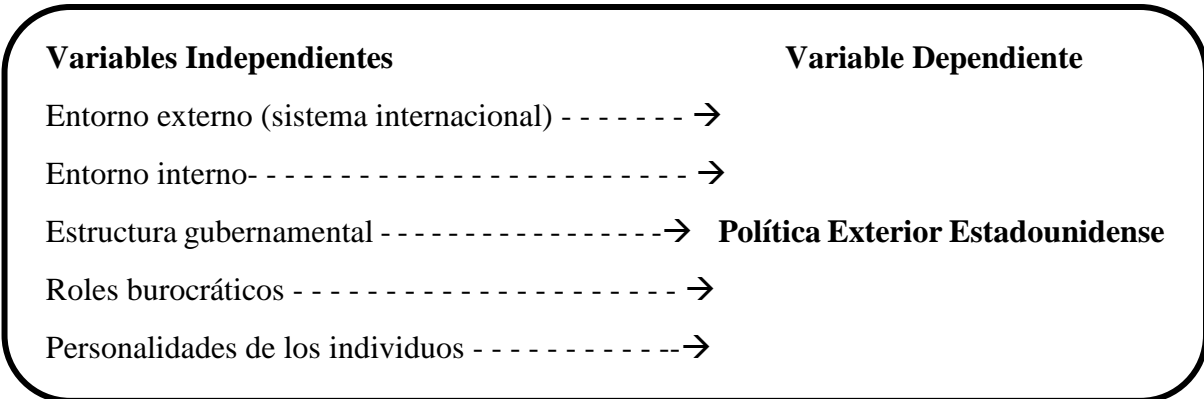 Variables Independientes Variable Dependiente
Entorno externo (sistema internacional) - - - - - - - →
Entorno interno- - - - - - - - - - - - - - - - - - - - - - - - →
Estructura gubernamental - - - - - - - - - - - - - - - - -→ Política Exterior Estadounidense
Roles burocráticos - - - - - - - - - - - - - - - - - - - - - →
Personalidades de los individuos - - - - - - - - - - - --→